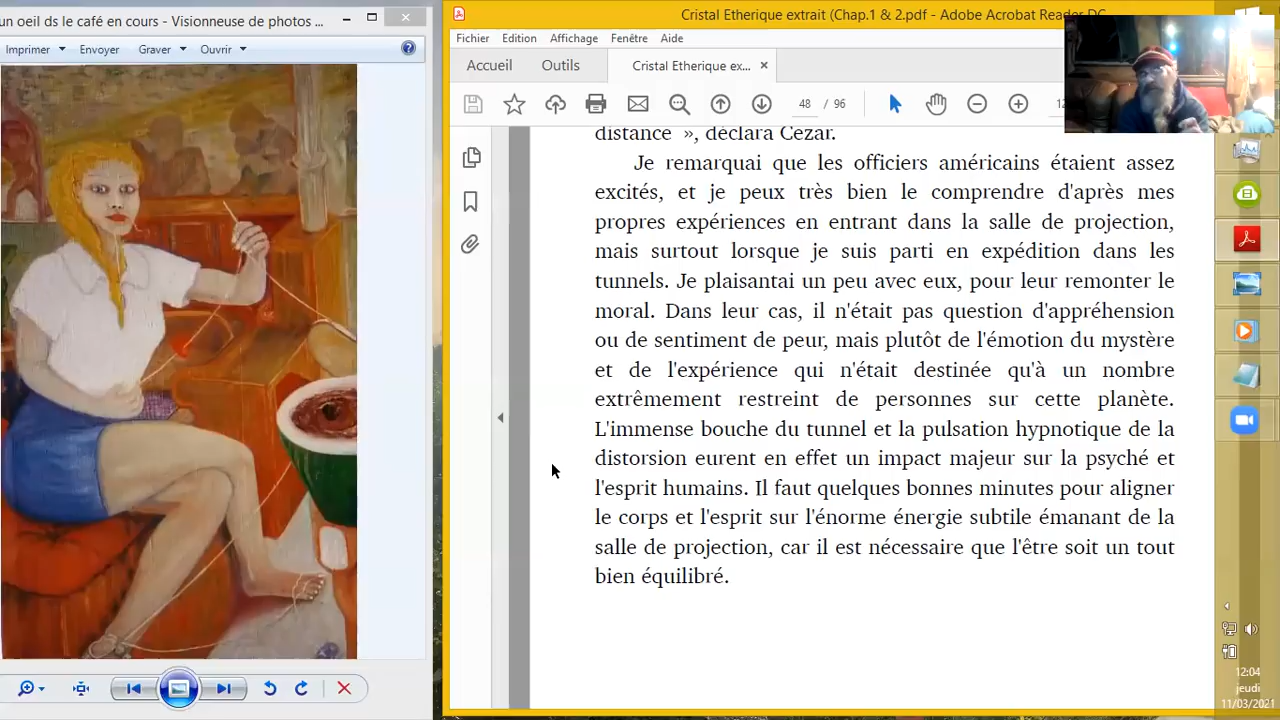 un oeil ds le café en cours - Visionneuse de photos ...
Imprimer
Envoyer
Graver
Ouvrir
Cristal Etherique extrait (Chap.1 & 2.pdf - Adobe Acrobat Reader DC
Fichier Edition Affichage Fenêtre Aide
Accueil Outils Cristal Etherique ex...
48 / 96
distance », déclara Cezar.
Je remarquai que les officiers américains étaient assez
excités, et je peux très bien le comprendre d'après mes
propres expériences en entrant dans la salle de projection,
mais surtout lorsque je suis parti en expédition dans les
tunnels. Je plaisantai un peu avec eux, pour leur remonter le
moral. Dans leur cas, il n'était pas question d'appréhension
ou de sentiment de peur, mais plutôt de l'émotion du mystère
et de l'expérience qui n'était destinée qu'à un nombre
extrêmement restreint de personnes sur cette planète.
L'immense bouche du tunnel et la pulsation hypnotique de la
distorsion eurent en effet un impact majeur sur la psyché et
l'esprit humains. Il faut quelques bonnes minutes pour aligner
le corps et l'esprit sur l'énorme énergie subtile émanant de la
salle de projection, car il est nécessaire que l'être soit un tout
bien équilibré.
12:04
jeudi
11/03/2021